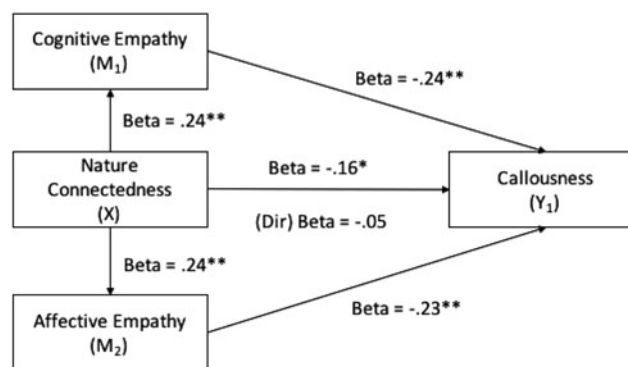 Cognitive Empathy
(M₁)
Beta = -.24**
Beta = .24**
Nature
Connectedness
(X)
Beta = -.16*
(Dir) Beta = -.05
Callousness
(Y₁)
Beta = .24**
Affective Empathy
(M₂)
Beta = -.23**